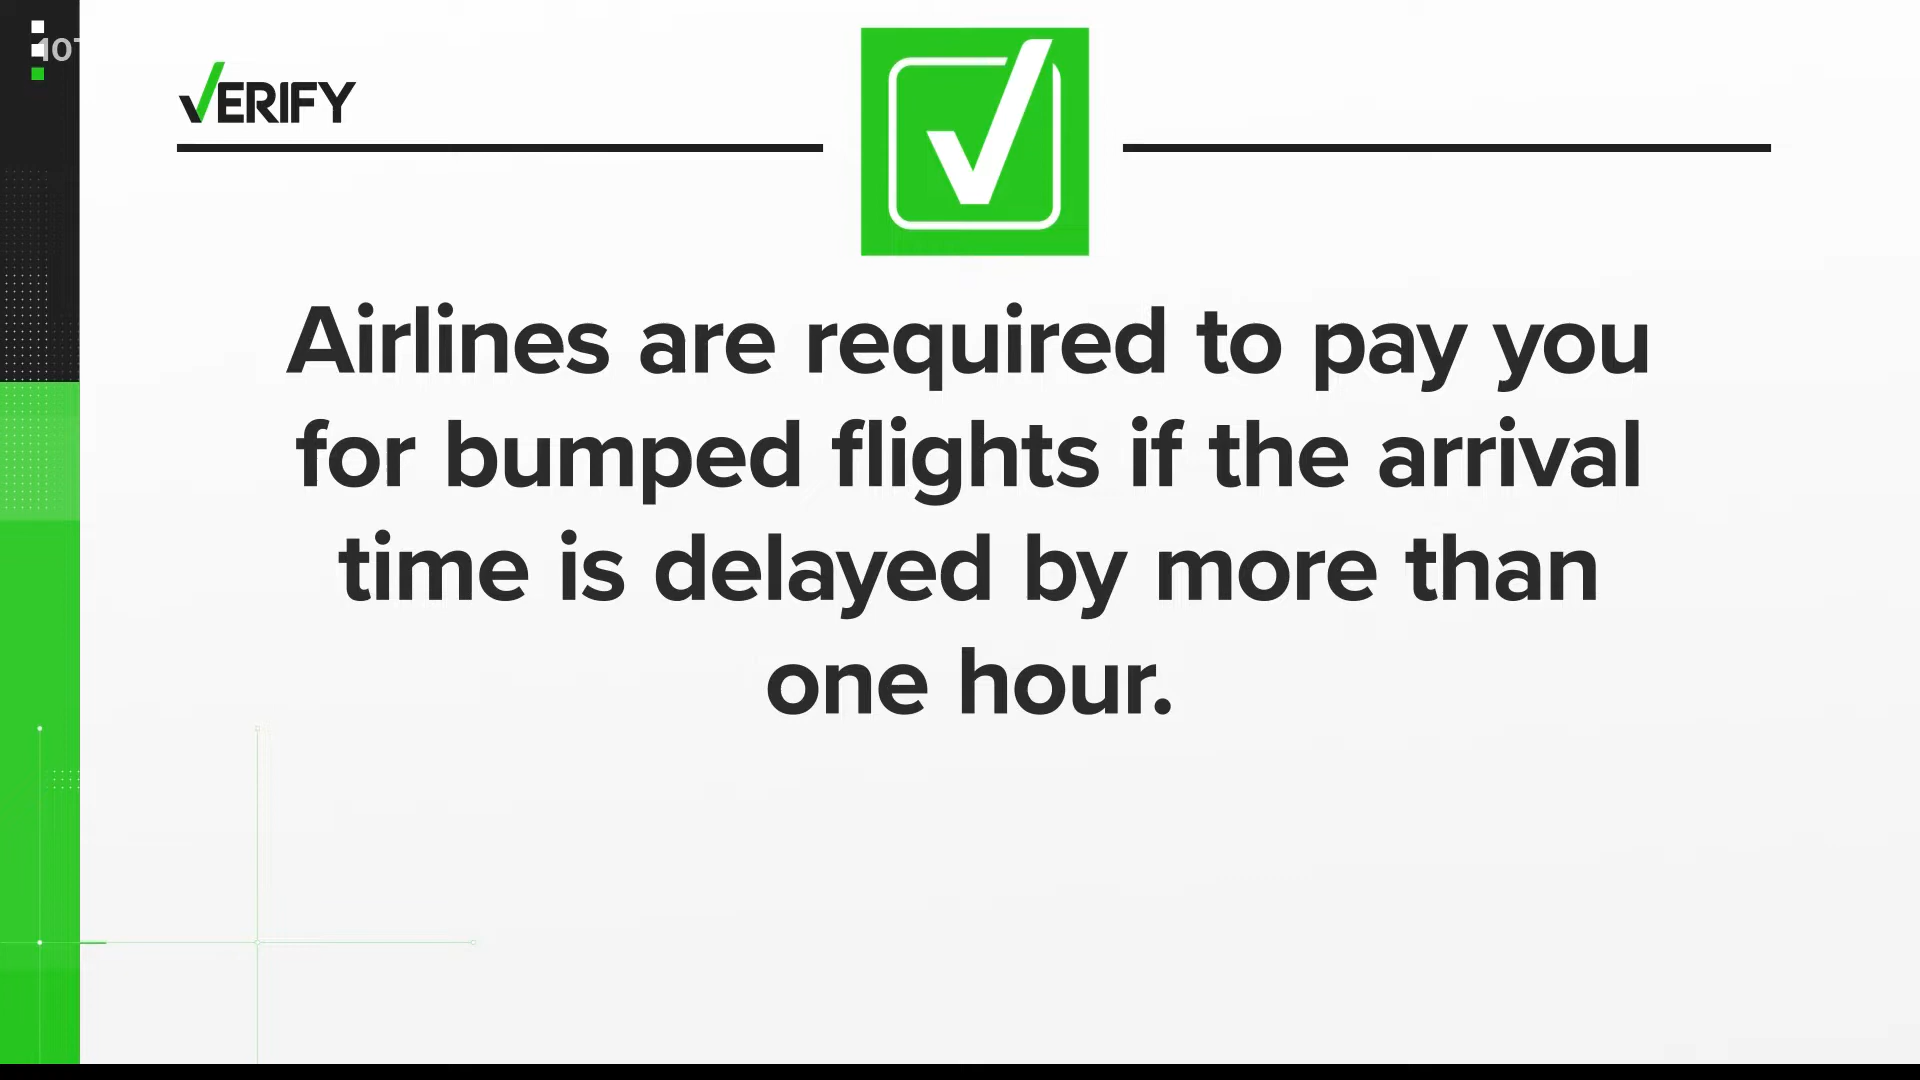 10T
VERIFY
Airlines are required to pay you
for bumped flights if the arrival
time is delayed by more than
one hour.